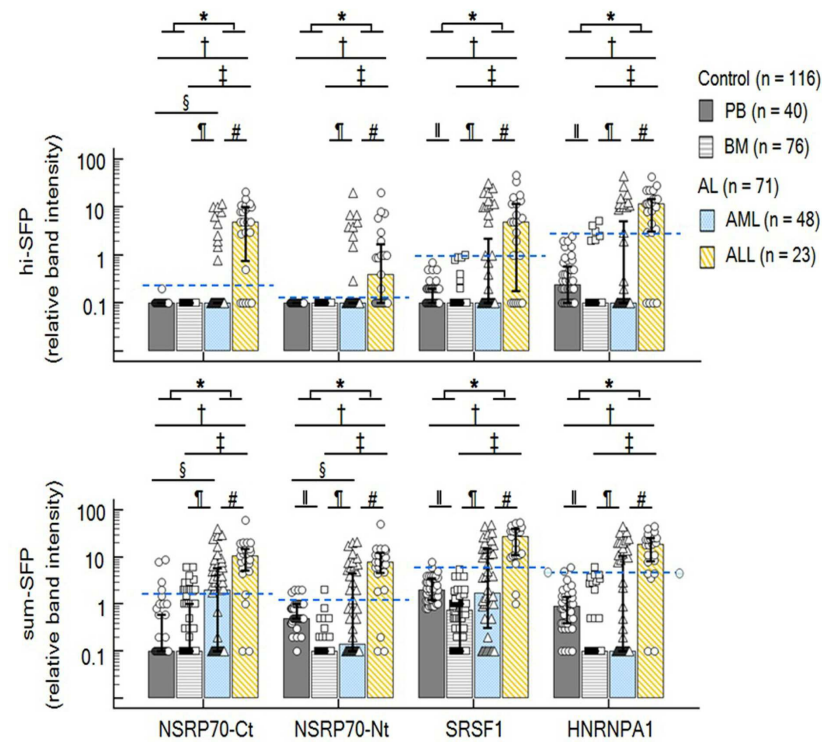 * * * *
† † † †
‡ ‡ ‡ ‡
§
¶ # ¶ # ‖ ¶ # ‖ ¶ #
hi-SFP
(relative band intensity)
100
10
1
0.1
Control (n = 116)
PB (n = 40)
BM (n = 76)
AL (n = 71)
AML (n = 48)
ALL (n = 23)
* * * *
† † † †
‡ ‡ ‡ ‡
§ §
¶ # ‖ ¶ # ‖ ¶ # ‖ ¶ #
sum-SFP
(relative band intensity)
100
10
1
0.1
NSRP70-Ct NSRP70-Nt SRSF1 HNRNPA1